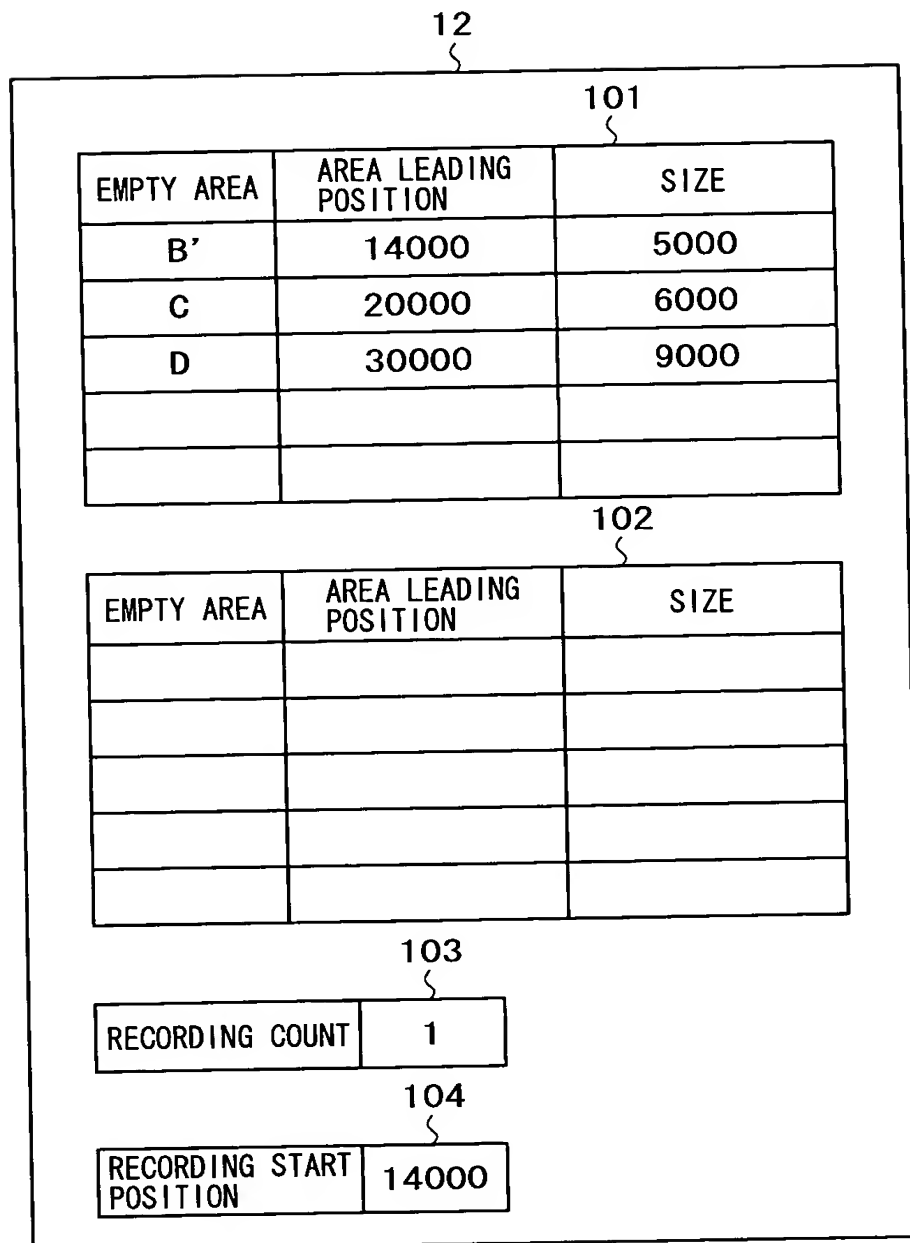 12
101
EMPTY AREA
AREA LEADING
POSITION
SIZE
B'
14000
5000
C
20000
6000
D
30000
9000
102
EMPTY AREA
AREA LEADING
POSITION
SIZE
103
RECORDING COUNT
1
104
RECORDING START
POSITION
14000